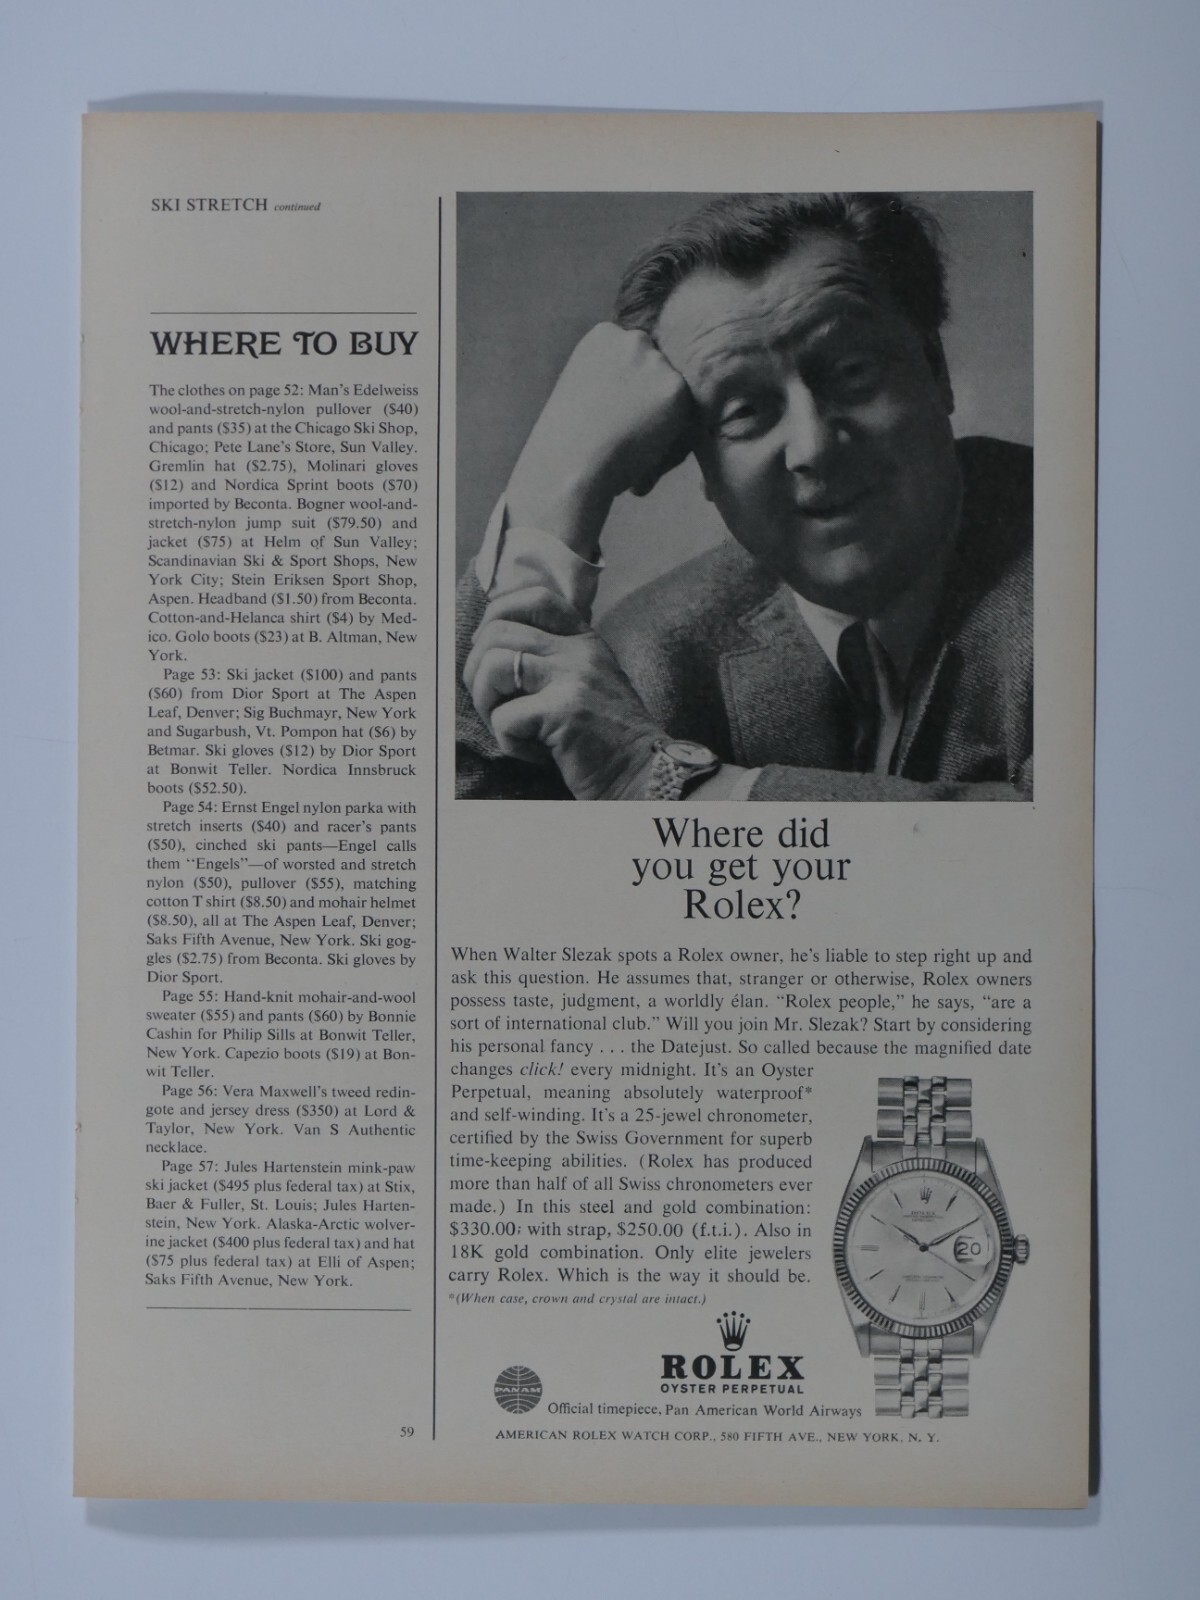 SKI STRETCH continued
WHERE TO BUY
The clothes on page 52: Man's Edelweiss
wool-and-stretch-nylon pullover ($40)
and pants ($35) at the Chicago Ski Shop,
Chicago; Pete Lane's Store, Sun Valley.
Gremlin hat ($2.75), Molinari gloves
($12) and Nordica Sprint boots ($70)
imported by Beconta. Bogner wool-and-
stretch-nylon jump suit ($79.50) and
jacket ($75) at Helm of Sun Valley;
Scandinavian Ski & Sport Shops, New
York City; Stein Eriksen Sport Shop,
Aspen. Headband ($1.50) from Beconta.
Cotton-and-Helanca shirt ($4) by Med-
ico. Golo boots ($23) at B. Altman, New
York.
Page 53: Ski jacket ($100) and pants
($60) from Dior Sport at The Aspen
Leaf, Denver; Sig Buchmayr, New York
and Sugarbush, Vt. Pompon hat ($6) by
Betmar. Ski gloves ($12) by Dior Sport
at Bonwit Teller. Nordica Innsbruck
boots ($52.50).
Page 54: Ernst Engel nylon parka with
stretch inserts ($40) and racer's pants
($50), cinched ski pants—Engel calls
them "Engels"—of worsted and stretch
nylon ($50), pullover ($55), matching
cotton T shirt ($8.50) and mohair helmet
($8.50), all at The Aspen Leaf, Denver;
Saks Fifth Avenue, New York. Ski gog-
gles ($2.75) from Beconta. Ski gloves by
Dior Sport.
Page 55: Hand-knit mohair-and-wool
sweater ($55) and pants ($60) by Bonnie
Cashin for Philip Sills at Bonwit Teller,
New York. Capezio boots ($19) at Bon-
wit Teller.
Page 56: Vera Maxwell's tweed redin-
gote and jersey dress ($350) at Lord &
Taylor, New York. Van S Authentic
necklace.
Page 57: Jules Hartenstein mink-paw
ski jacket ($495 plus federal tax) at Stix,
Baer & Fuller, St. Louis; Jules Harten-
stein, New York. Alaska-Arctic wolver-
ine jacket ($400 plus federal tax) and hat
($75 plus federal tax) at Elli of Aspen;
Saks Fifth Avenue, New York.
59
Where did
you get your
Rolex?
When Walter Slezak spots a Rolex owner, he's liable to step right up and
ask this question. He assumes that, stranger or otherwise, Rolex owners
possess taste, judgment, a worldly élan. "Rolex people," he says, "are a
sort of international club." Will you join Mr. Slezak? Start by considering
his personal fancy . . . the Datejust. So called because the magnified date
changes click! every midnight. It's an Oyster
Perpetual, meaning absolutely waterproof*
and self-winding. It's a 25-jewel chronometer,
certified by the Swiss Government for superb
time-keeping abilities. (Rolex has produced
more than half of all Swiss chronometers ever
made.) In this steel and gold combination:
$330.00; with strap, $250.00 (f.t.i.). Also in
18K gold combination. Only elite jewelers
carry Rolex. Which is the way it should be.
*(When case, crown and crystal are intact.)
ROLEX
20
ROLEX
OYSTER PERPETUAL
PAN AM
Official timepiece, Pan American World Airways
AMERICAN ROLEX WATCH CORP., 580 FIFTH AVE., NEW YORK, N. Y.